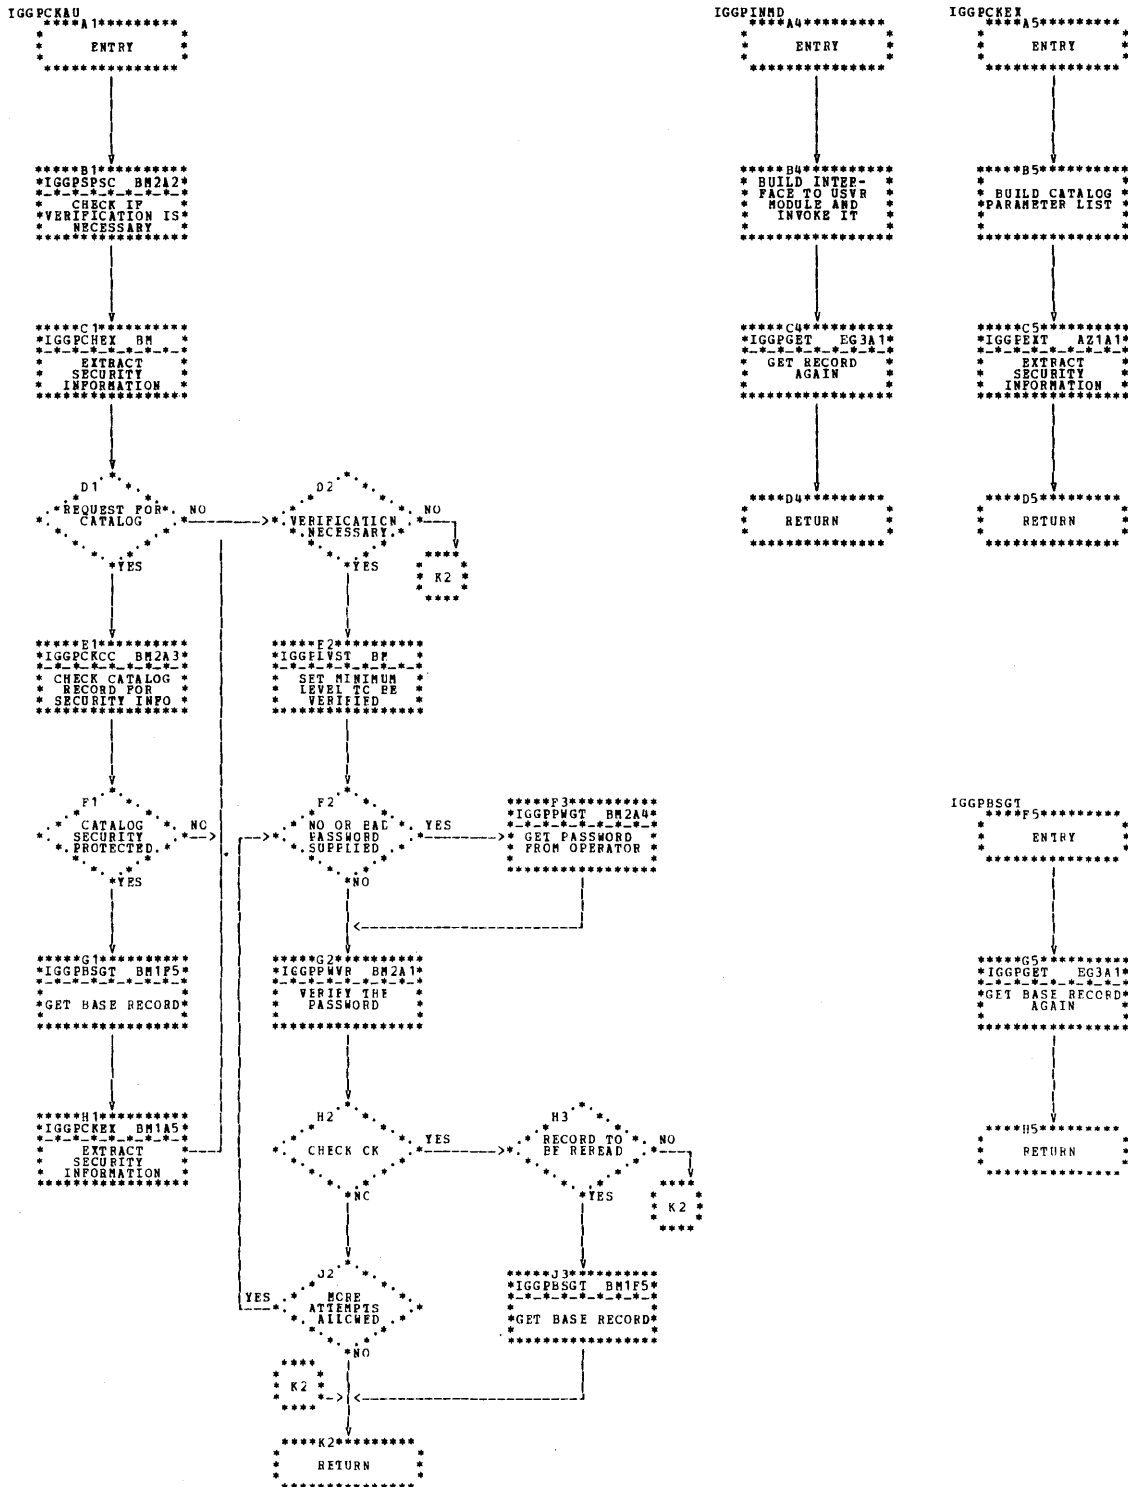 IGGPCKAU
A1
ENTRY
B1
IGGPSPSC BM2A2
CHECK IF
VERIFICATION IS
NECESSARY
C1
IGGPCHEX BM
EXTRACT
SECURITY
INFORMATION
D1
REQUEST FOR
CATALOG
NO
YES
E1
IGGPCKCC BM2A3
CHECK CATALOG
RECORD FOR
SECURITY INFO
F1
CATALOG
SECURITY
PROTECTED
NO
YES
G1
IGGPBSGT BM1F5
GET BASE RECORD
H1
IGGPCKEX BM1A5
EXTRACT
SECURITY
INFORMATION
D2
VERIFICATION
NECESSARY
NO
K2
YES
E2
IGGPLVST BM
SET MINIMUM
LEVEL TO BE
VERIFIED
F2
NO OR BAD
PASSWORD
SUPPLIED
YES
NO
F3
IGGPPWGT BM2A4
GET PASSWORD
FROM OPERATOR
G2
IGGPPWVR BM2A1
VERIFY THE
PASSWORD
H2
CHECK CK
YES
NC
H3
RECORD TO
BE REREAD
NO
K2
YES
J2
MORE
ATTEMPTS
ALLOWED
YES
NO
J3
IGGPBSGT BM1F5
GET BASE RECORD
K2
K2
RETURN
IGGPINMD
A4
ENTRY
B4
BUILD INTER-
FACE TO USVR
MODULE AND
INVOKE IT
C4
IGGPGET EG3A1
GET RECORD
AGAIN
D4
RETURN
IGGPCKEX
A5
ENTRY
B5
BUILD CATALOG
PARAMETER LIST
C5
IGGPEXT AZ1A1
EXTRACT
SECURITY
INFORMATION
D5
RETURN
IGGPBSGT
F5
ENTRY
G5
IGGPGET EG3A1
GET BASE RECORD
AGAIN
H5
RETURN